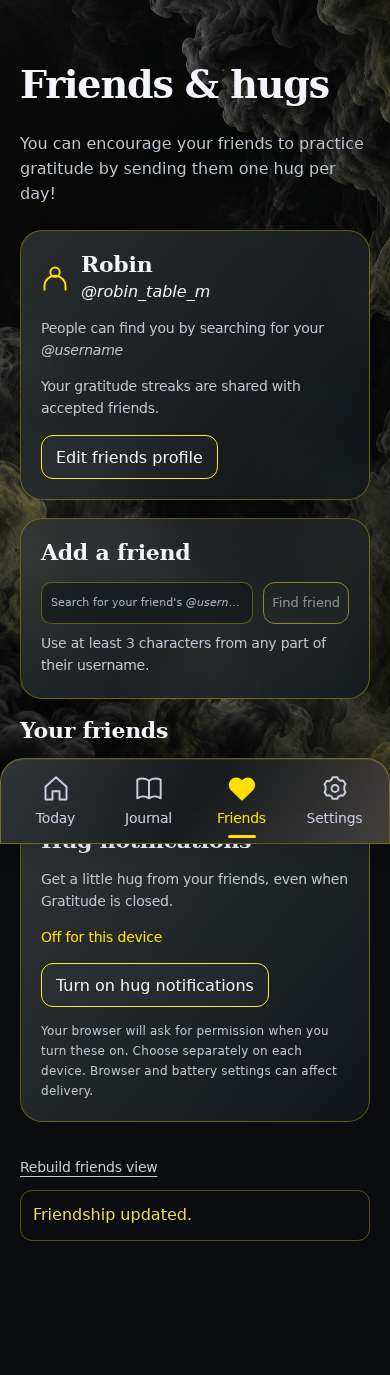 Friends & hugs
You can encourage your friends to practice
gratitude by sending them one hug per
day!
Robin
@robin_table_m
People can find you by searching for your
@username
Your gratitude streaks are shared with
accepted friends.
Edit friends profile
Add a friend
Search for your friend's @usern...
Find friend
Use at least 3 characters from any part of
their username.
Your friends
Today
Journal
Friends
Settings
Hug notifications
Get a little hug from your friends, even when
Gratitude is closed.
Off for this device
Turn on hug notifications
Your browser will ask for permission when you
turn these on. Choose separately on each
device. Browser and battery settings can affect
delivery.
Rebuild friends view
Friendship updated.